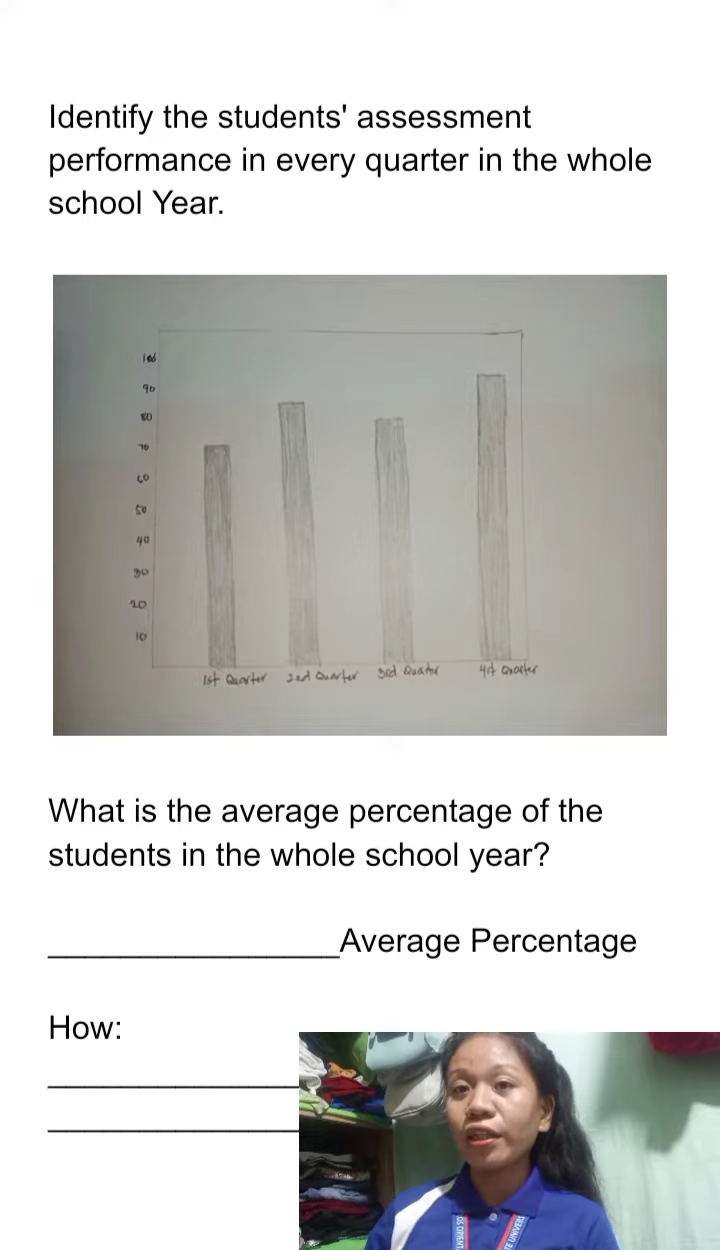 Identify the students' assessment
performance in every quarter in the whole
school Year.
100
90
80
70
60
50
40
30
20
10
1st Quarter 2nd Quarter 3rd Quarter 4rt Quarter
What is the average percentage of the
students in the whole school year?
________________Average Percentage
How: